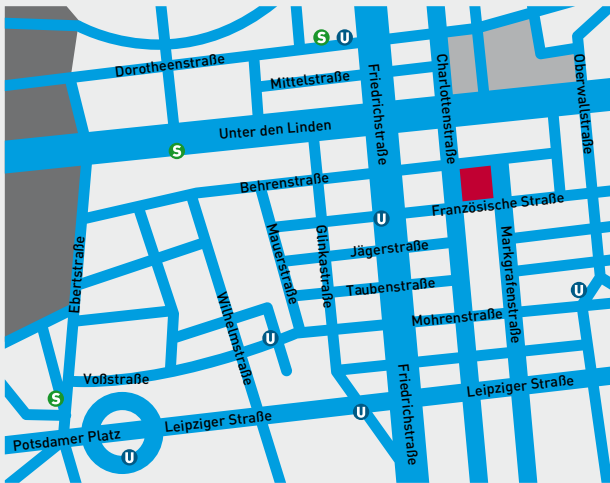 S U
Dorotheenstraße
Mittelstraße
Friedrichstraße
Charlottenstraße
Oberwallstraße
Unter den Linden
S
Behrenstraße
Französische Straße
U
Mauerstraße
Glinkastraße
Jägerstraße
Markgrafenstraße
Ebertstraße
Taubenstraße
U
Wilhelmstraße
Mohrenstraße
U
Voßstraße
Friedrichstraße
Leipziger Straße
S
Leipziger Straße
U
Potsdamer Platz
U